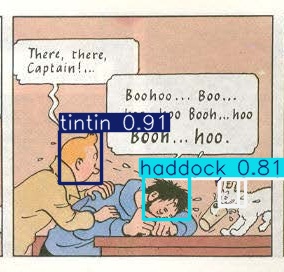 There, there,
Captain!...
Boohoo... Boo...
hoo Booh...hoo
Booh... hoo.
tintin 0.91
haddock 0.81